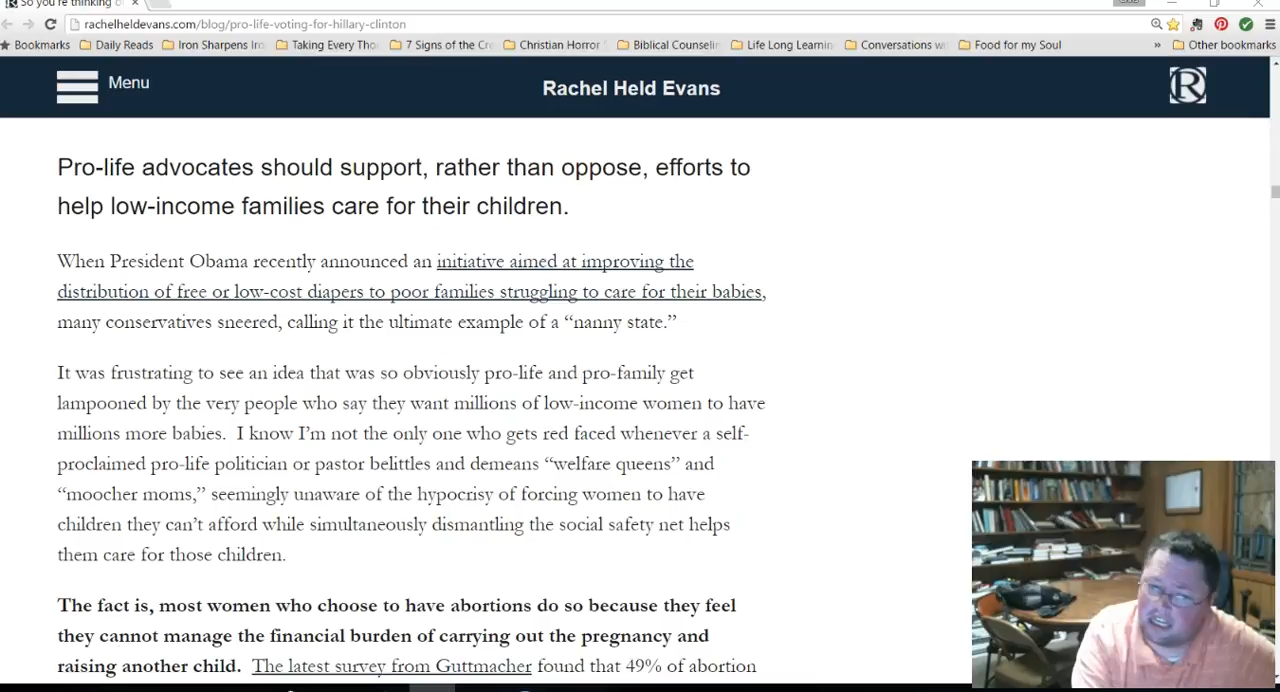 So you're thinking o
rachelheldevans.com/blog/pro-life-voting-for-hillary-clinton
Bookmarks Daily Reads Iron Sharpens Iro Taking Every Tho 7 Signs of the Cre Christian Horror Biblical Counselin Life Long Learnin Conversations wi Food for my Soul » Other bookmarks
Menu Rachel Held Evans R
Pro-life advocates should support, rather than oppose, efforts to
help low-income families care for their children.
When President Obama recently announced an initiative aimed at improving the
distribution of free or low-cost diapers to poor families struggling to care for their babies,
many conservatives sneered, calling it the ultimate example of a “nanny state.”
It was frustrating to see an idea that was so obviously pro-life and pro-family get
lampooned by the very people who say they want millions of low-income women to have
millions more babies.  I know I’m not the only one who gets red faced whenever a self-
proclaimed pro-life politician or pastor belittles and demeans “welfare queens” and
“moocher moms,” seemingly unaware of the hypocrisy of forcing women to have
children they can’t afford while simultaneously dismantling the social safety net helps
them care for those children.
The fact is, most women who choose to have abortions do so because they feel
they cannot manage the financial burden of carrying out the pregnancy and
raising another child.  The latest survey from Guttmacher found that 49% of abortion